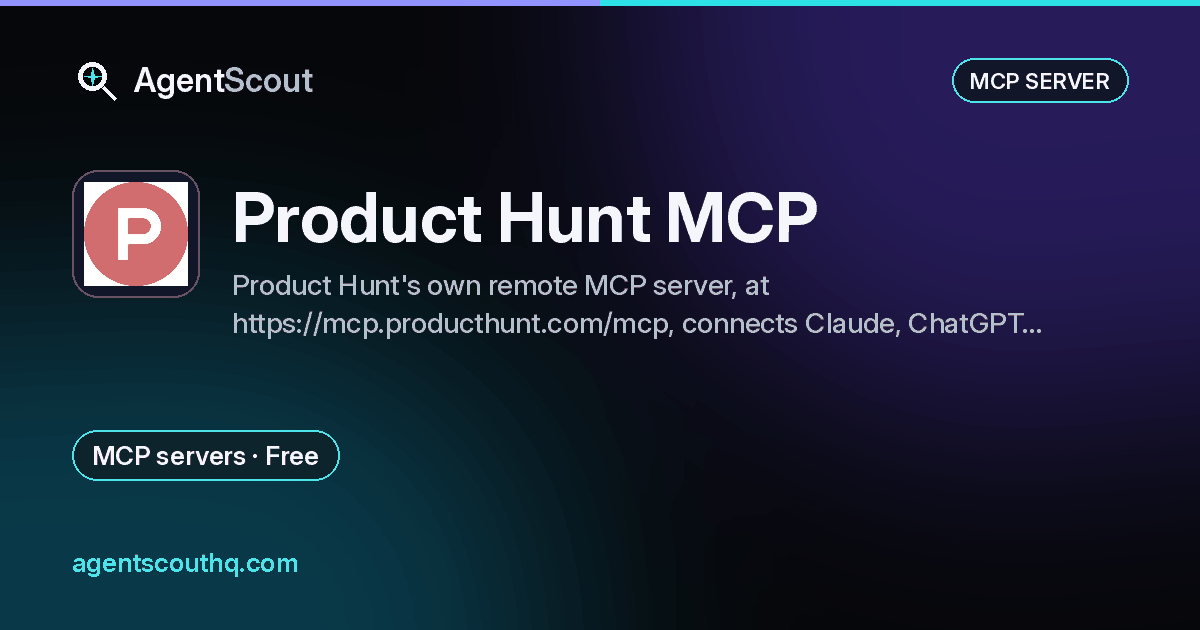 AgentScout
MCP SERVER
P
Product Hunt MCP
Product Hunt's own remote MCP server, at
https://mcp.producthunt.com/mcp, connects Claude, ChatGPT...
MCP servers · Free
agentscouthq.com